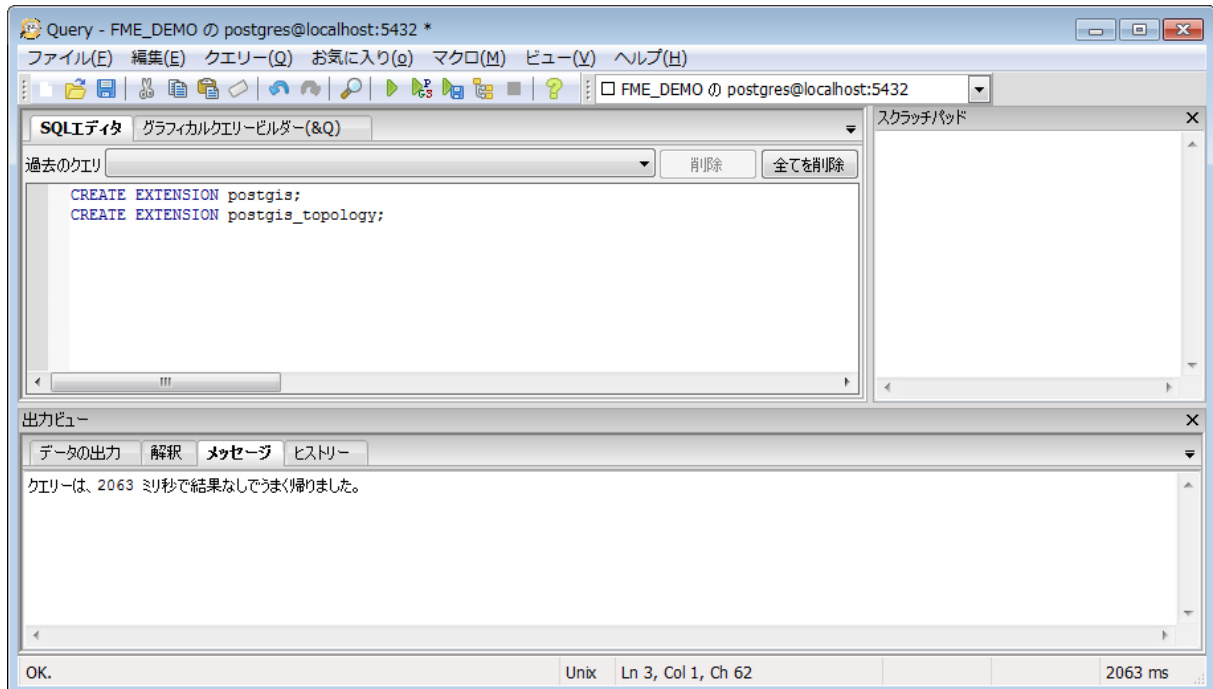 Query - FME_DEMO の postgres@localhost:5432 *
ファイル(F) 編集(E) クエリー(Q) お気に入り(o) マクロ(M) ビュー(V) ヘルプ(H)
FME_DEMO の postgres@localhost:5432
SQLエディタ グラフィカルクエリービルダー(&Q)
スクラッチパッド
過去のクエリ 削除 全てを削除
CREATE EXTENSION postgis;
CREATE EXTENSION postgis_topology;
出力ビュー
データの出力 解釈 メッセージ ヒストリー
クエリーは、2063 ミリ秒で結果なしでうまく帰りました。
OK. Unix Ln 3, Col 1, Ch 62 2063 ms